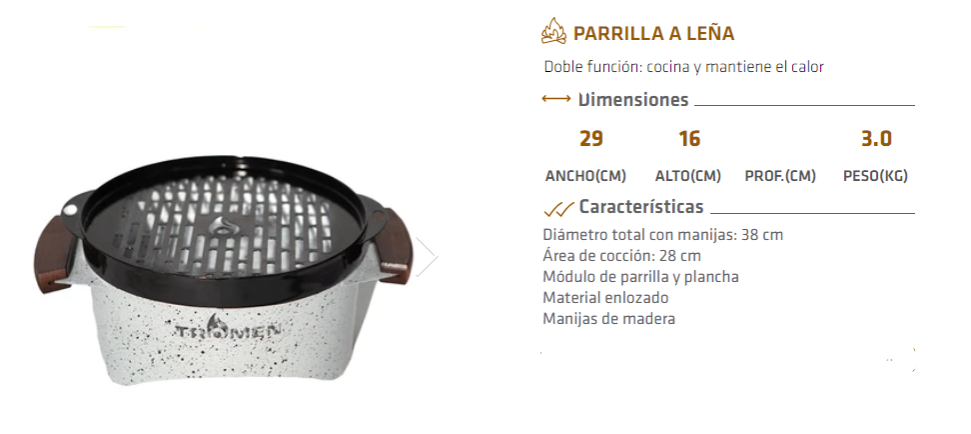 PARRILLA A LEÑA
Doble función: cocina y mantiene el calor
Dimensiones
29 16 3.0
ANCHO(CM) ALTO(CM) PROF.(CM) PESO(KG)
Características
Diámetro total con manijas: 38 cm
Área de cocción: 28 cm
Módulo de parrilla y plancha
Material enlozado
Manijas de madera
TROMEN